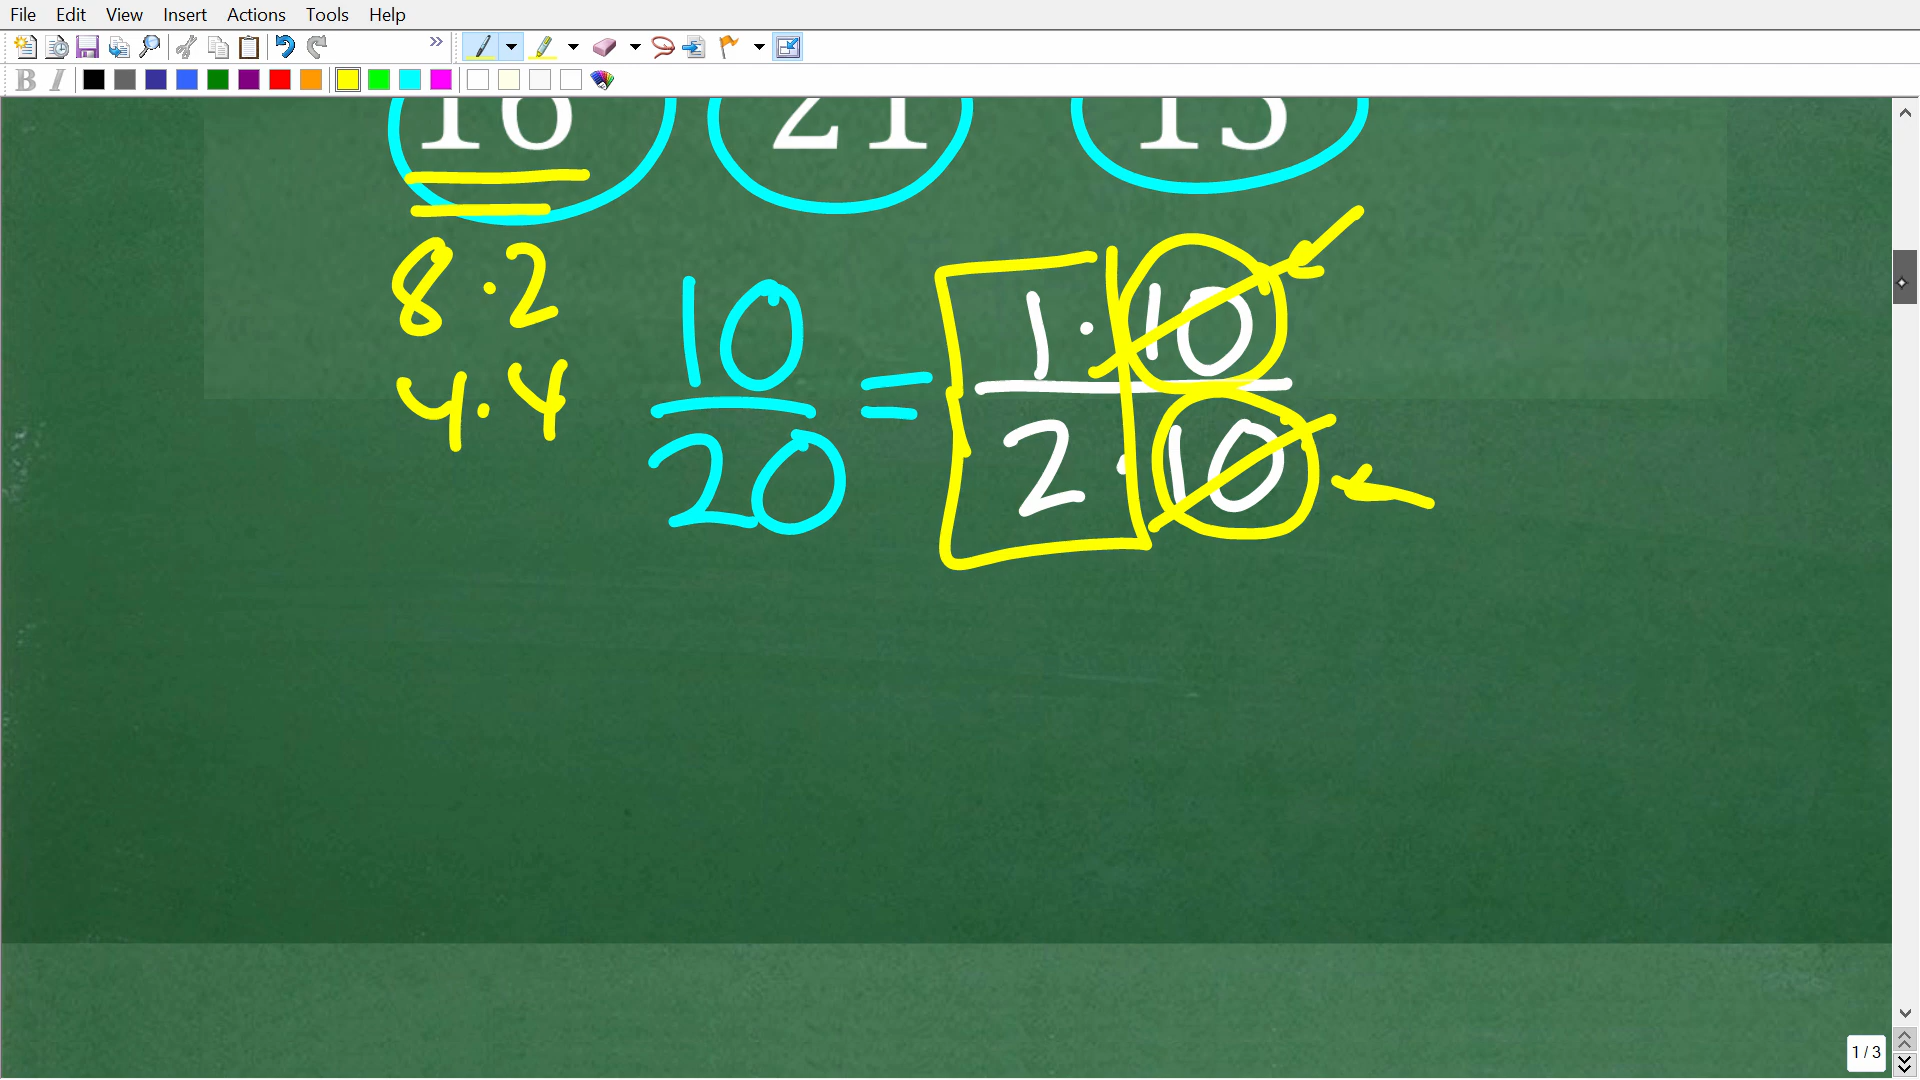 File Edit View Insert Actions Tools Help
B I
16 21
8·2
4·4
10/20 = 1·10/2·10
1 / 3